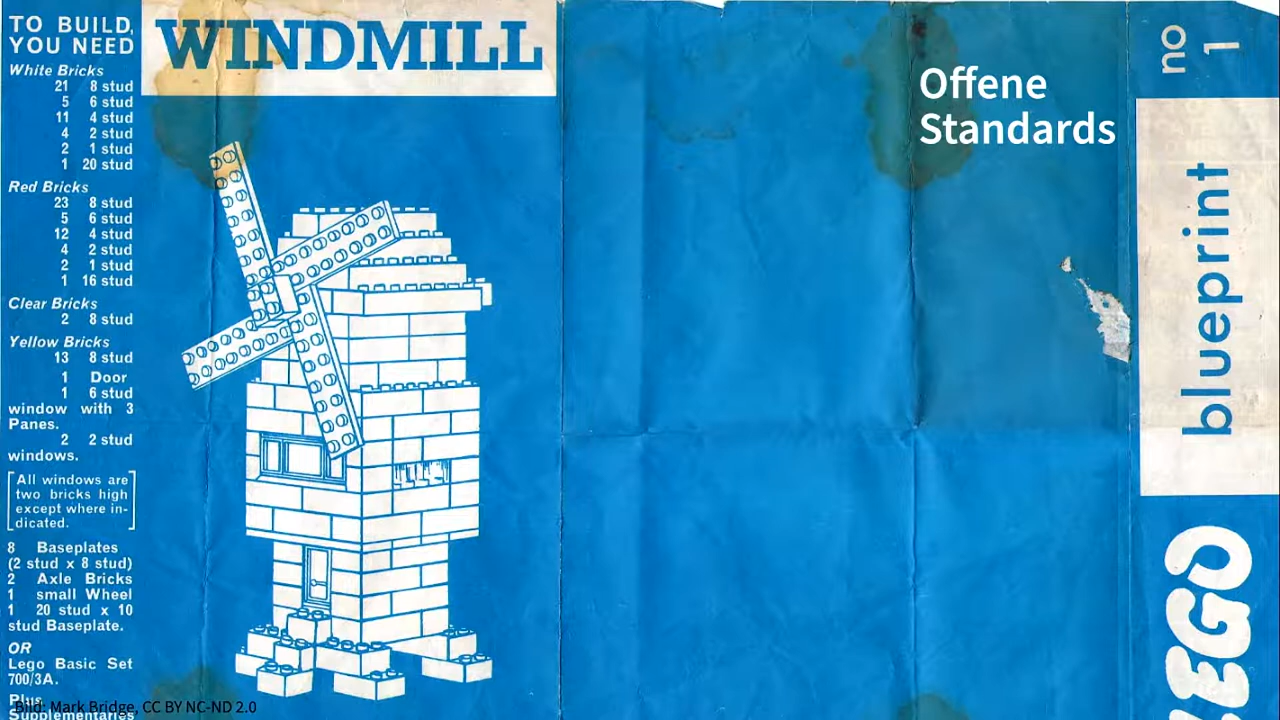 TO BUILD,
YOU NEED
White Bricks
21 8 stud
5 6 stud
11 4 stud
4 2 stud
2 1 stud
1 20 stud
Red Bricks
23 8 stud
5 6 stud
12 4 stud
4 2 stud
2 1 stud
1 16 stud
Clear Bricks
2 8 stud
Yellow Bricks
13 8 stud
1 Door
1 6 stud
window with 3
Panes.
2 2 stud
windows.
[All windows are
two bricks high
except where in-
dicated.]
8 Baseplates
(2 stud x 8 stud)
2 Axle Bricks
1 small Wheel
1 20 stud x 10
stud Baseplate.
OR
Lego Basic Set
700/3A.
Plus
Supplementaries
Bild: Mark Bridge, CC BY NC-ND 2.0
WINDMILL
Offene
Standards
no
1
blueprint
LEGO